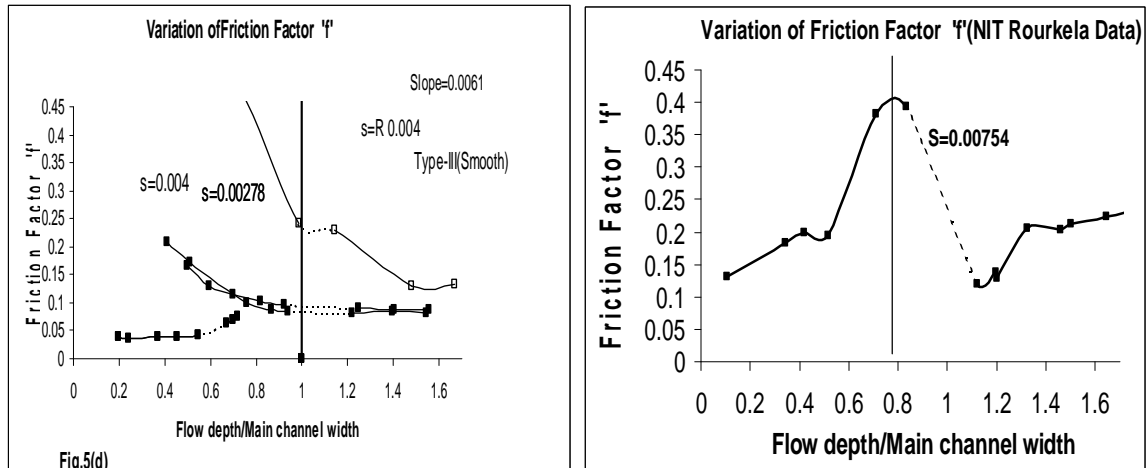 Variation ofFriction Factor 'f'
Slope=0.0061
s=R 0.004
Type-III(Smooth)
s=0.004
s=0.00278
Friction Factor 'f'
0.45
0.4
0.35
0.3
0.25
0.2
0.15
0.1
0.05
0
0 0.2 0.4 0.6 0.8 1 1.2 1.4 1.6
Flow depth/Main channel width
Fig.5(d)
Variation of Friction Factor 'f'(NIT Rourkela Data)
S=0.00754
Friction Factor 'f'
0.45
0.4
0.35
0.3
0.25
0.2
0.15
0.1
0.05
0
0 0.2 0.4 0.6 0.8 1 1.2 1.4 1.6
Flow depth/Main channel width